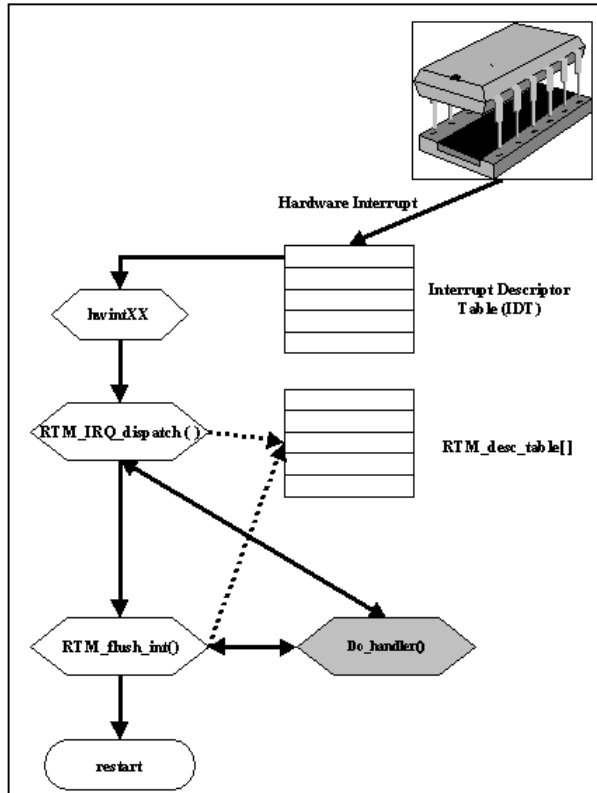 Hardware Interrupt
Interrupt Descriptor
Table (IDT)
hwintXX
RTM_IRQ_dispatch ( )
RTM_desc_table[]
RTM_flush_int()
Do_handler()
restart